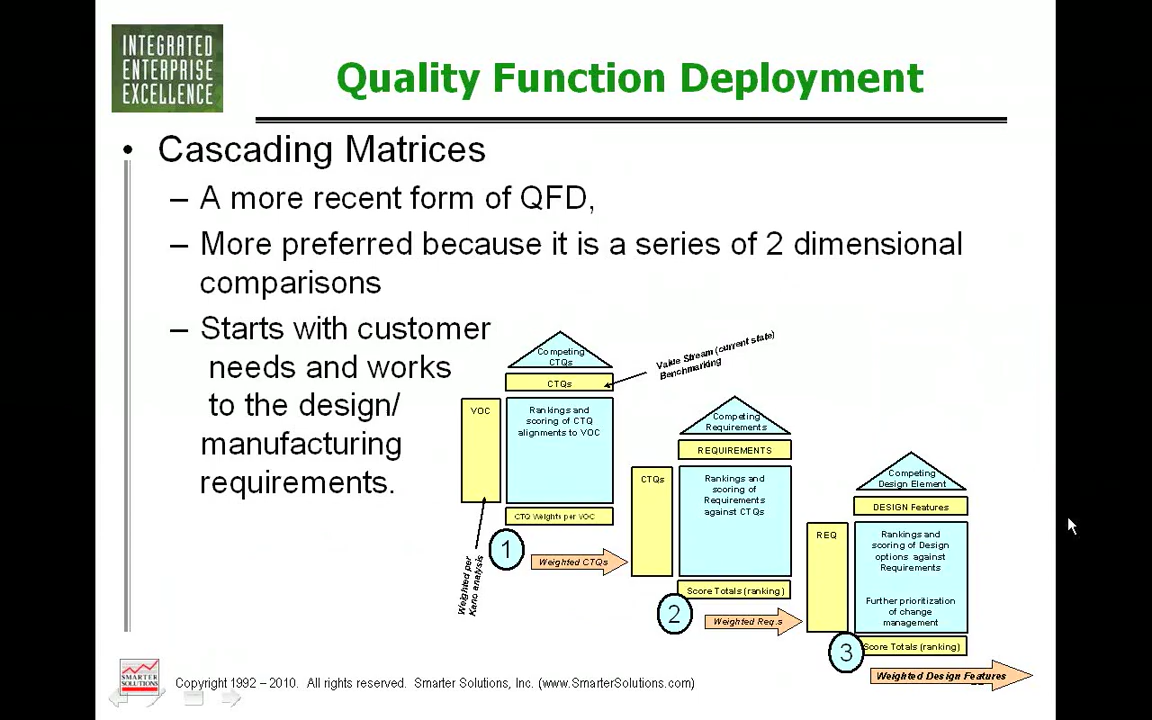 INTEGRATED
ENTERPRISE
EXCELLENCE
Quality Function Deployment
• Cascading Matrices
– A more recent form of QFD,
– More preferred because it is a series of 2 dimensional
comparisons
– Starts with customer
needs and works
to the design/
manufacturing
requirements.
Competing
CTQs
CTQs
Value Stream (current state)
Benchmarking
VOC
Rankings and
scoring of CTQ
alignments to VOC
CTQ Weights per VOC
Weighted per
Kano analysis
1
Weighted CTQs
Competing
Requirements
REQUIREMENTS
CTQs
Rankings and
scoring of
Requirements
against CTQs
Score Totals (ranking)
2
Weighted Req.s
Competing
Design Element
DESIGN Features
REQ
Rankings and
scoring of Design
options against
Requirements
Further prioritization
of change
management
Score Totals (ranking)
3
Weighted Design Features
SMARTER
SOLUTIONS
Copyright 1992 – 2010. All rights reserved. Smarter Solutions, Inc. (www.SmarterSolutions.com)